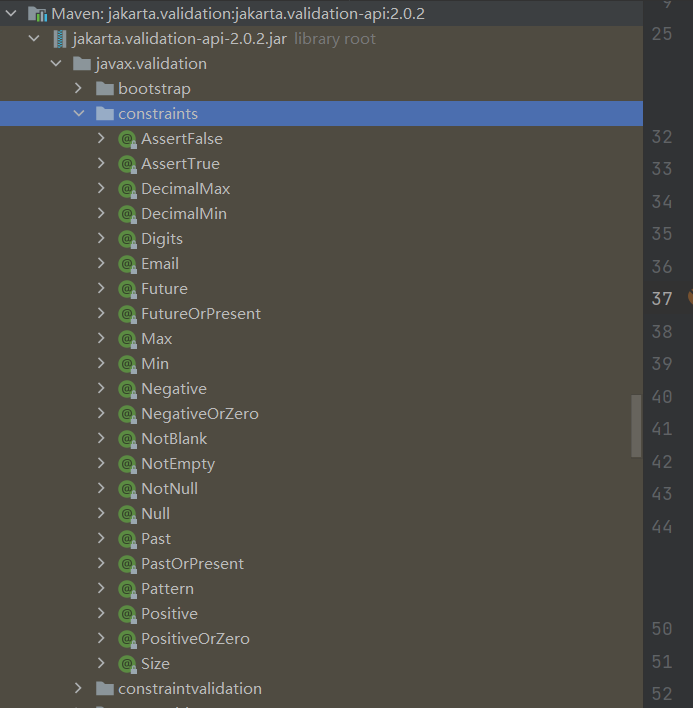 Maven: jakarta.validation:jakarta.validation-api:2.0.2
jakarta.validation-api-2.0.2.jar library root
javax.validation
bootstrap
constraints
AssertFalse
AssertTrue
DecimalMax
DecimalMin
Digits
Email
Future
FutureOrPresent
Max
Min
Negative
NegativeOrZero
NotBlank
NotEmpty
NotNull
Null
Past
PastOrPresent
Pattern
Positive
PositiveOrZero
Size
constraintvalidation
25
32
33
34
35
36
37
38
39
40
41
42
43
44
50
51
52